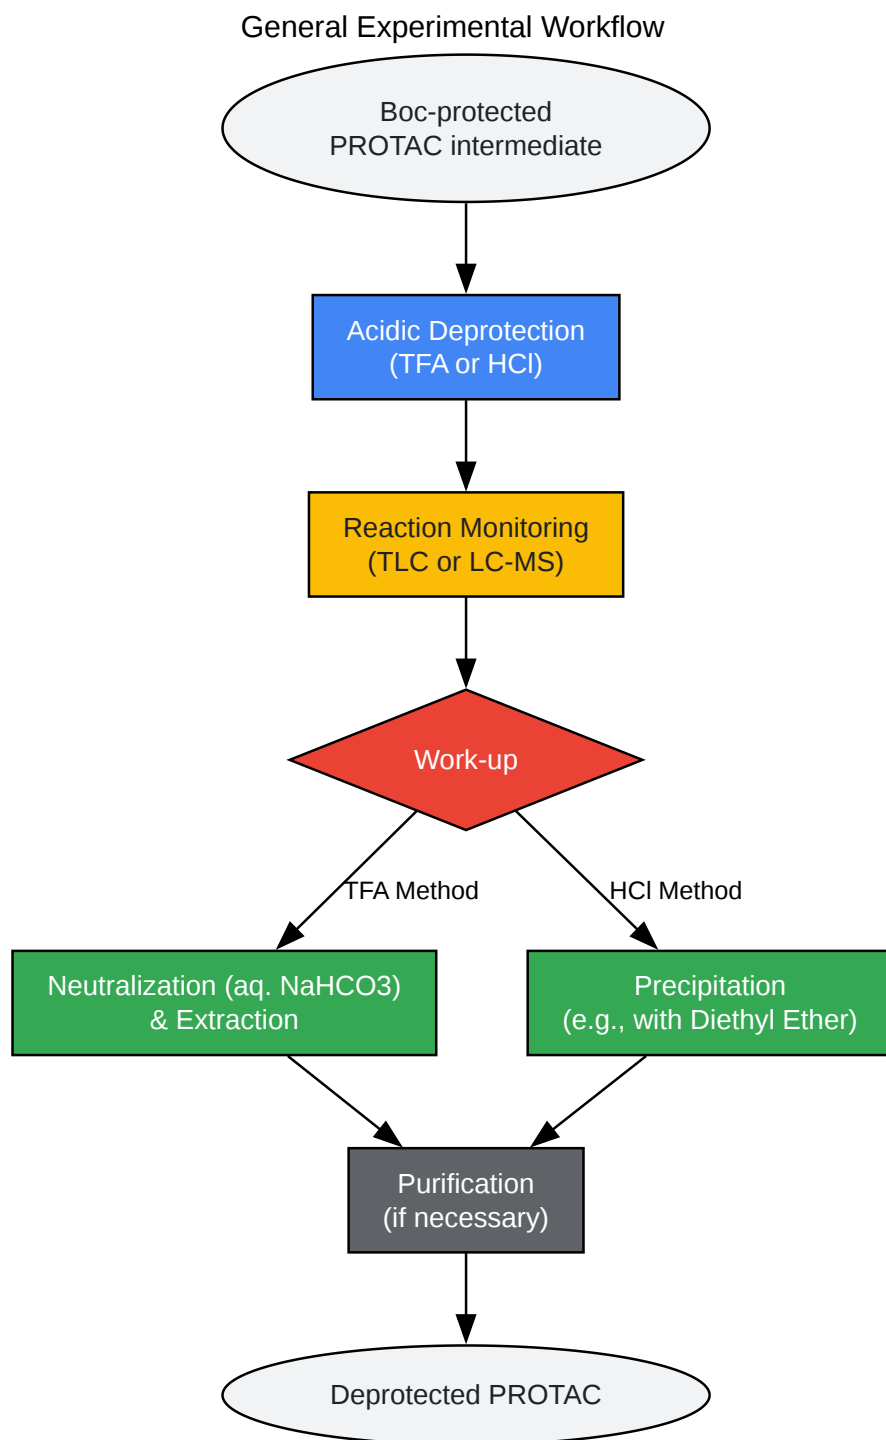 General Experimental Workflow
Boc-protected
PROTAC intermediate
Acidic Deprotection
(TFA or HCl)
Reaction Monitoring
(TLC or LC-MS)
Work-up
TFA Method
HCl Method
Neutralization (aq. NaHCO3)
& Extraction
Precipitation
(e.g., with Diethyl Ether)
Purification
(if necessary)
Deprotected PROTAC